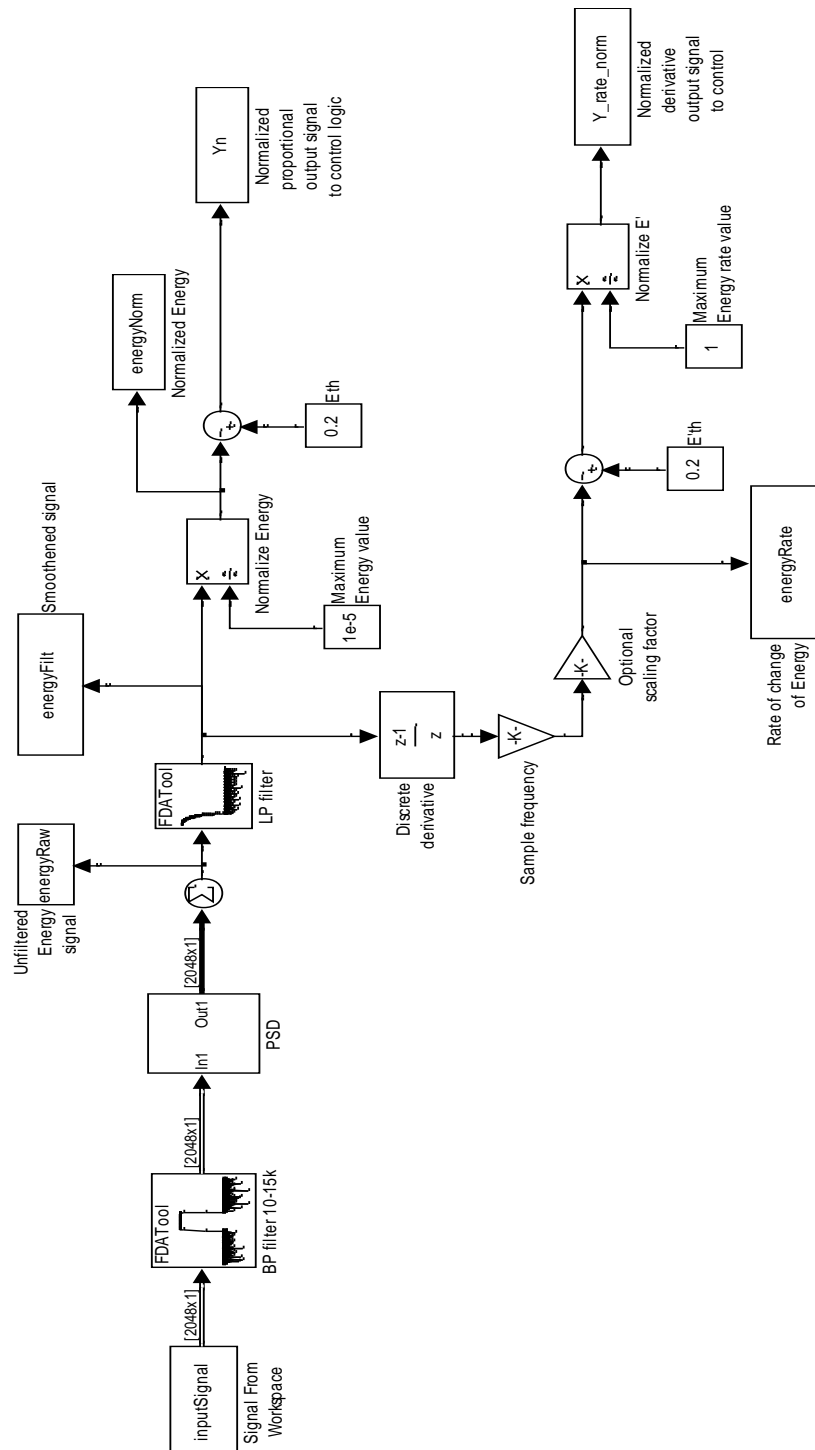 inputSignal
Signal From
Workspace
[2048x1]
FDATool
BP filter10-15k
[2048x1]
In1
Out1
PSD
[2048x1]
Σ
energyRaw
Unfiltered
Energy
signal
FDATool
LP filter
energyFilt
Smoothened signal
X
÷
Normalize Energy
1e-5
Maximum
Energy value
energyNorm
Normalized Energy
-
+
0.2
Eth
Yn
Normalized
proportional
output signal
to control logic
z-1
z
Discrete
derivative
-K-
Sample frequency
-K-
Optional
scaling factor
energyRate
Rate of change
of Energy
-
+
0.2
E'th
X
÷
Normalize E'
1
Maximum
Energy rate value
Y_rate_norm
Normalized
derivative
output signal
to control